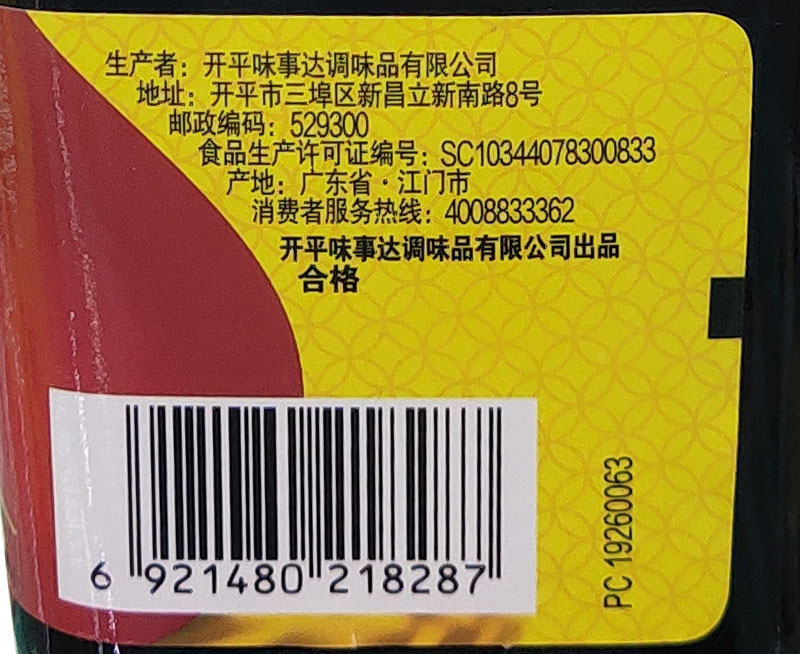 生产者：开平味事达调味品有限公司
地址：开平市三埠区新昌立新南路8号
邮政编码：529300
食品生产许可证编号：SC10344078300833
产地：广东省·江门市
消费者服务热线：4008833362
开平味事达调味品有限公司出品
合格
6 921480 218287
PC 19260063